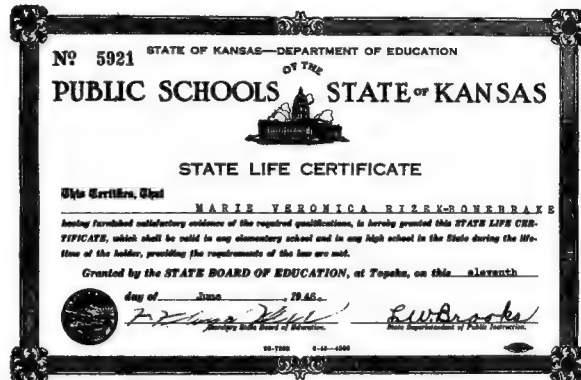 Nº 5921 STATE OF KANSAS—DEPARTMENT OF EDUCATION
OF THE
PUBLIC SCHOOLS STATE OF KANSAS
STATE LIFE CERTIFICATE
This Certifies, That
MARIE VERONICA RIZEK-BONEBRAKE
having furnished satisfactory evidence of the required qualifications, is hereby granted this STATE LIFE CER-
TIFICATE, which shall be valid in any elementary school and in any high school in the State during the life-
time of the holder, providing the requirements of the law are met.
Granted by the STATE BOARD OF EDUCATION, at Topeka, on this eleventh
day of June, 1946.
L W Brooks
Secretary State Board of Education. State Superintendent of Public Instruction.